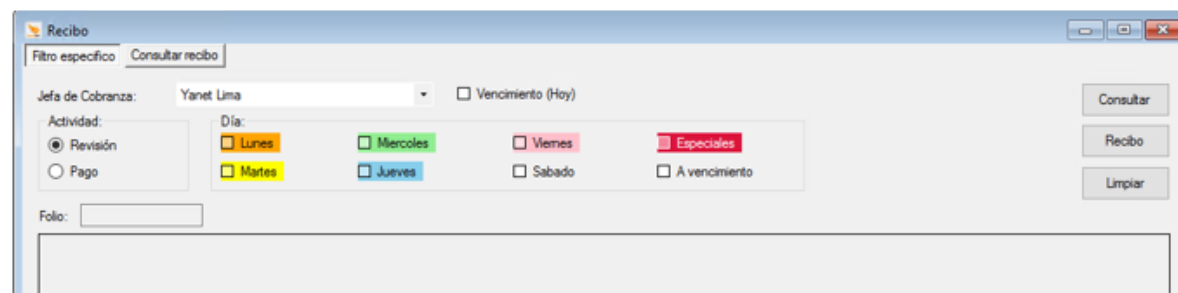 Recibo
Filtro especifico Consultar recibo
Jefa de Cobranza: Yanet Lima Vencimiento (Hoy) Consultar
Actividad: Día:
Revisión Lunes Miercoles Viernes Especiales Recibo
Pago Martes Jueves Sabado A vencimiento Limpiar
Folio: